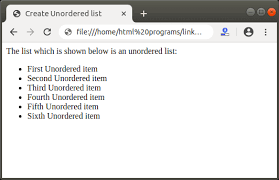 Create Unordered list
file:///home/html%20programs/link...
The list which is shown below is an unordered list:
First Unordered item
Second Unordered item
Third Unordered item
Fourth Unordered item
Fifth Unordered item
Sixth Unordered item